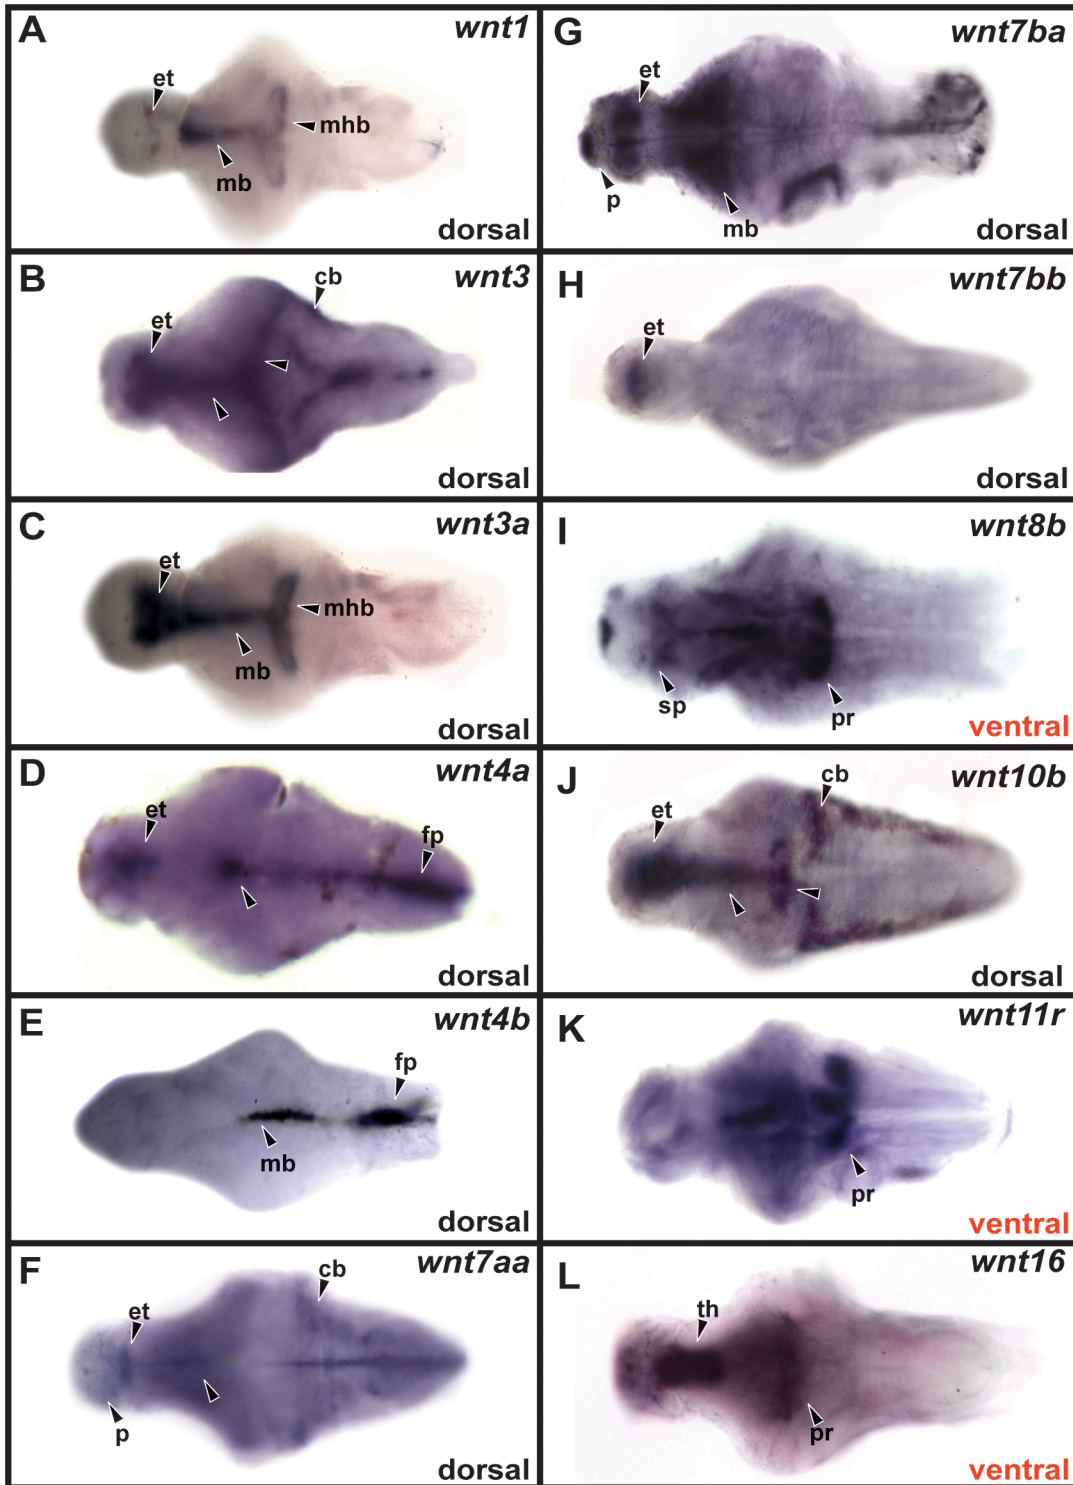 A wnt1
et
mhb
mb
dorsal
B wnt3
cb
et
dorsal
C wnt3a
et
mhb
mb
dorsal
D wnt4a
et
fp
dorsal
E wnt4b
fp
mb
dorsal
F wnt7aa
cb
et
p
dorsal
G wnt7ba
et
p
mb
dorsal
H wnt7bb
et
dorsal
I wnt8b
sp
pr
ventral
J wnt10b
cb
et
dorsal
K wnt11r
pr
ventral
L wnt16
th
pr
ventral